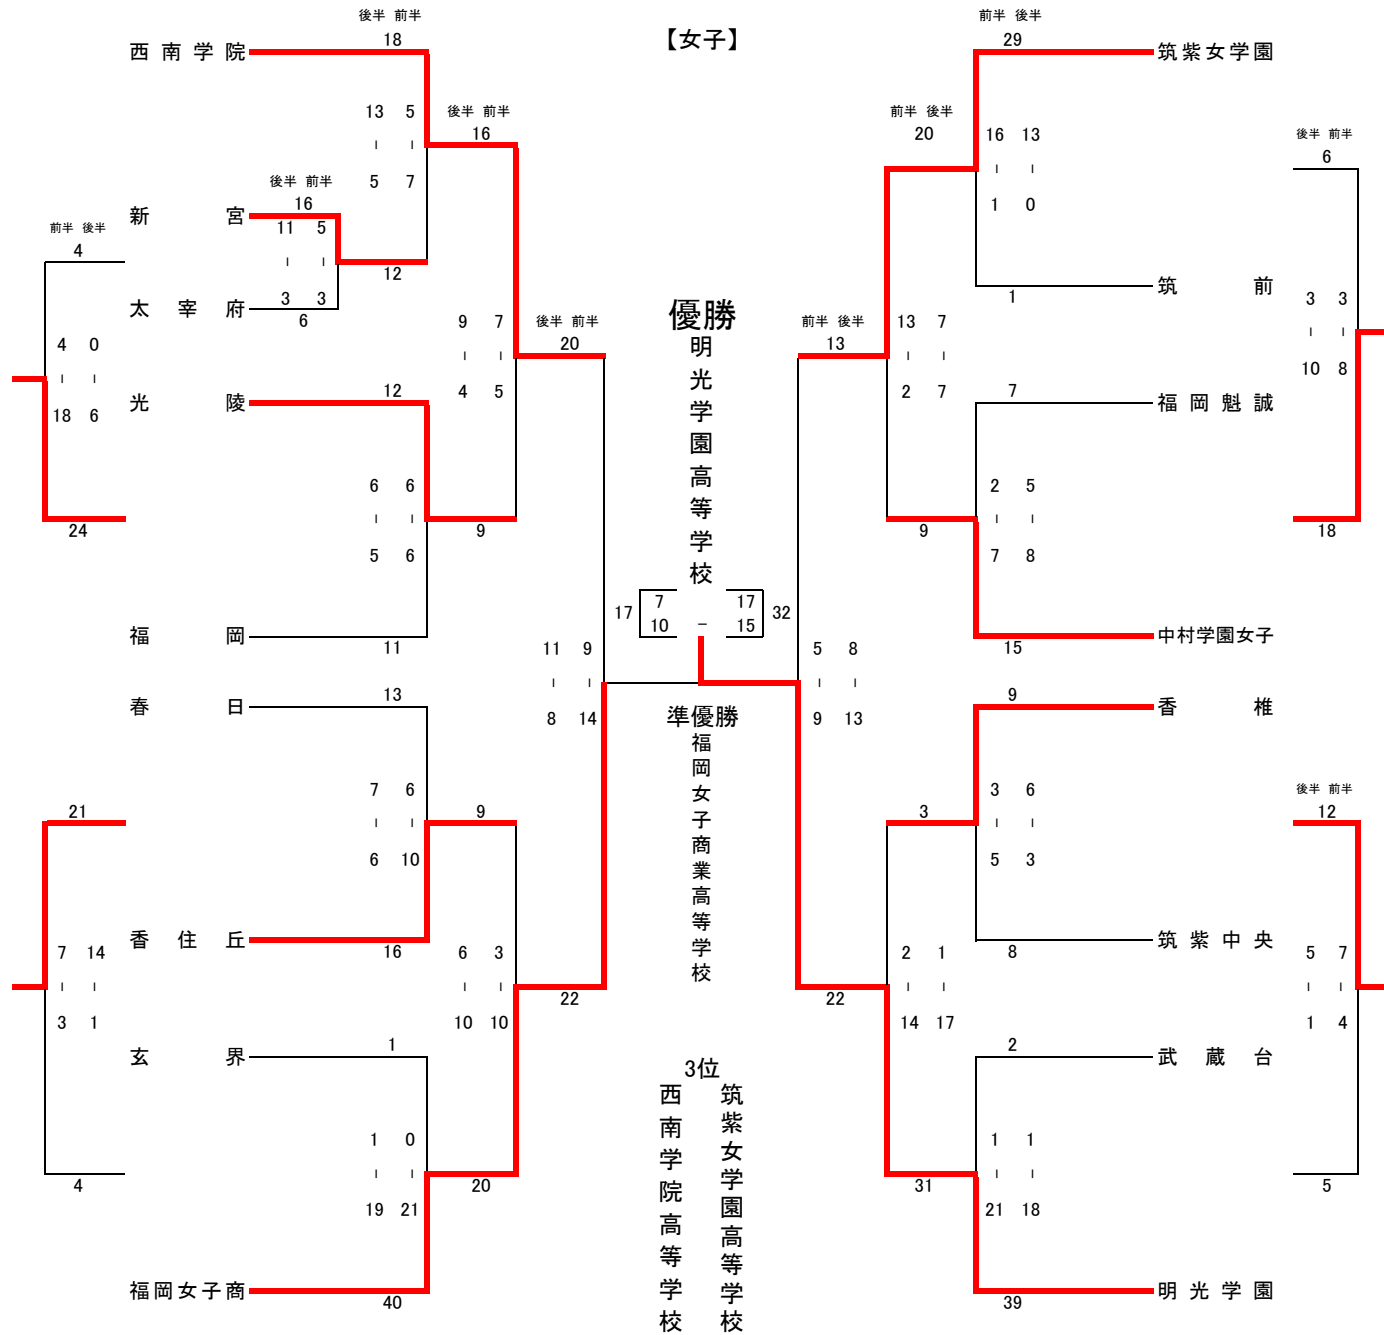 【女子】
後半 前半
18
西南学院
13 5
- -
5 7
後半 前半
16
後半 前半
16
新宮
11 5
- -
3 3
太宰府
6
12
前半 後半
4
4 0
- -
18 6
24
9 7
- -
4 5
後半 前半
20
光陵
12
6 6
- -
5 6
9
福岡
11
春日
13
7 6
- -
6 10
9
香住丘
16
21
7 14
- -
3 1
4
6 3
- -
10 10
22
玄界
1
1 0
- -
19 21
20
福岡女子商
40
11 9
- -
8 14
優勝
明光学園高等学校
17
7
10
-
17
15
32
準優勝
福岡女子商業高等学校
3位
筑紫女学園高等学校
西南学院高等学校
前半 後半
29
筑紫女学園
前半 後半
20
16 13
- -
1 0
後半 前半
6
1
筑前
3 3
- -
10 8
18
前半 後半
13
13 7
- -
2 7
7
福岡魁誠
2 5
- -
7 8
9
15
中村学園女子
5 8
- -
9 13
9
香椎
3 6
- -
5 3
3
8
筑紫中央
後半 前半
12
5 7
- -
1 4
5
2 1
- -
14 17
22
2
武蔵台
1 1
- -
21 18
31
39
明光学園